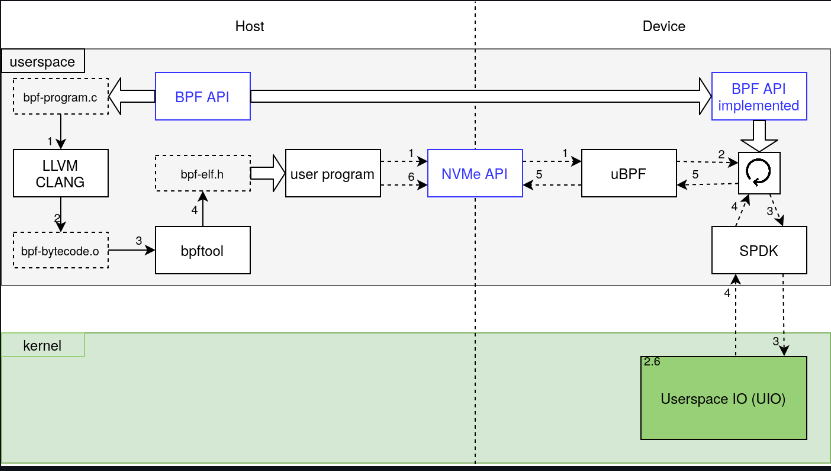 Host
Device
userspace
bpf-program.c
BPF API
BPF API
implemented
1
LLVM
CLANG
bpf-elf.h
user program
1
6
NVMe API
1
5
uBPF
2
5
2
4
4
3
bpf-bytecode.o
3
bpftool
SPDK
4
3
kernel
2.6
Userspace IO (UIO)